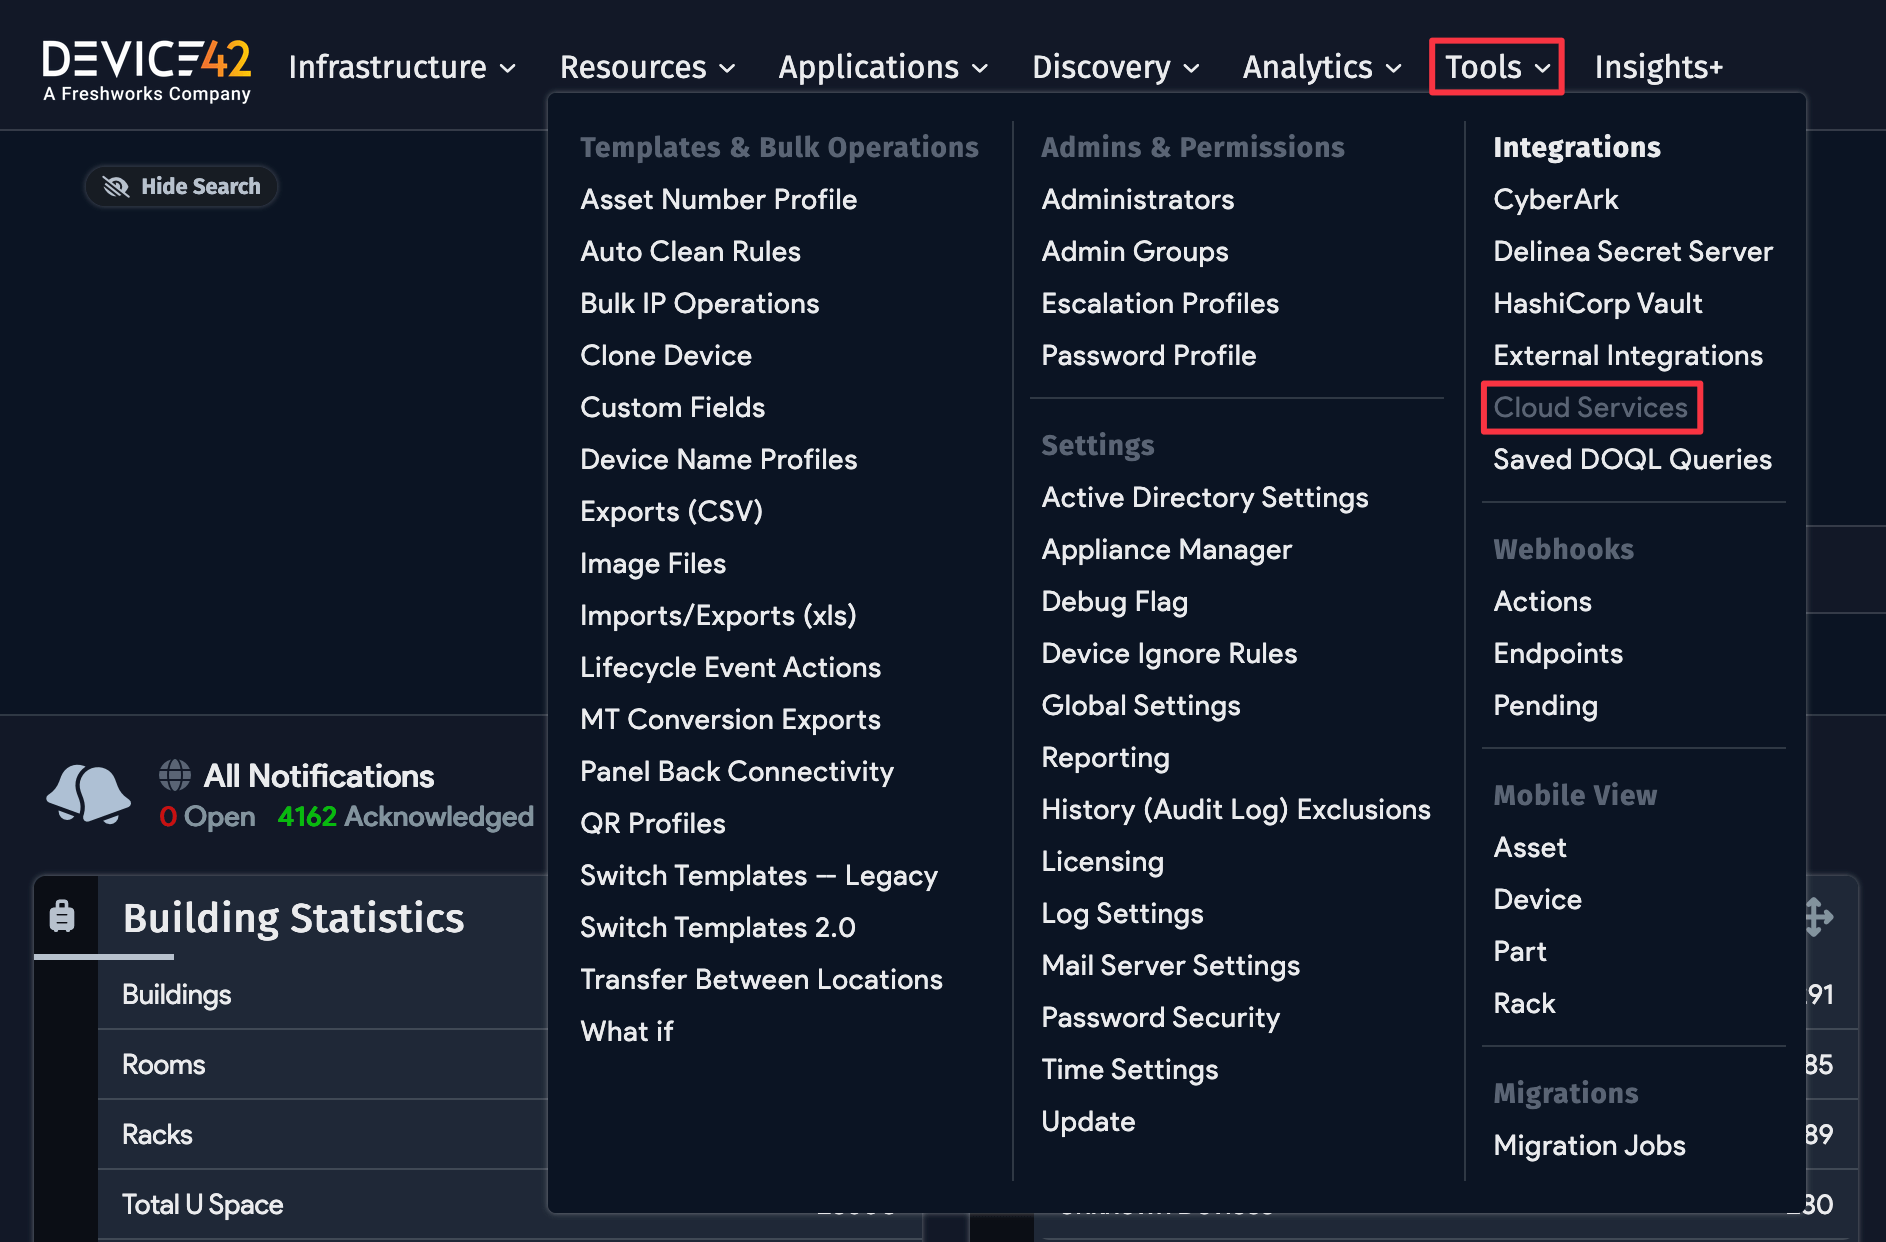 DEVICE42
A Freshworks Company
Infrastructure
Resources
Applications
Discovery
Analytics
Tools
Insights+
Hide Search
Templates & Bulk Operations
Asset Number Profile
Auto Clean Rules
Bulk IP Operations
Clone Device
Custom Fields
Device Name Profiles
Exports (CSV)
Image Files
Imports/Exports (xls)
Lifecycle Event Actions
MT Conversion Exports
Panel Back Connectivity
QR Profiles
Switch Templates — Legacy
Switch Templates 2.0
Transfer Between Locations
What if
Admins & Permissions
Administrators
Admin Groups
Escalation Profiles
Password Profile
Settings
Active Directory Settings
Appliance Manager
Debug Flag
Device Ignore Rules
Global Settings
Reporting
History (Audit Log) Exclusions
Licensing
Log Settings
Mail Server Settings
Password Security
Time Settings
Update
Integrations
CyberArk
Delinea Secret Server
HashiCorp Vault
External Integrations
Cloud Services
Saved DOQL Queries
Webhooks
Actions
Endpoints
Pending
Mobile View
Asset
Device
Part
Rack
Migrations
Migration Jobs
All Notifications
0 Open 4162 Acknowledged
Building Statistics
Buildings
Rooms
Racks
Total U Space
91
85
89
80